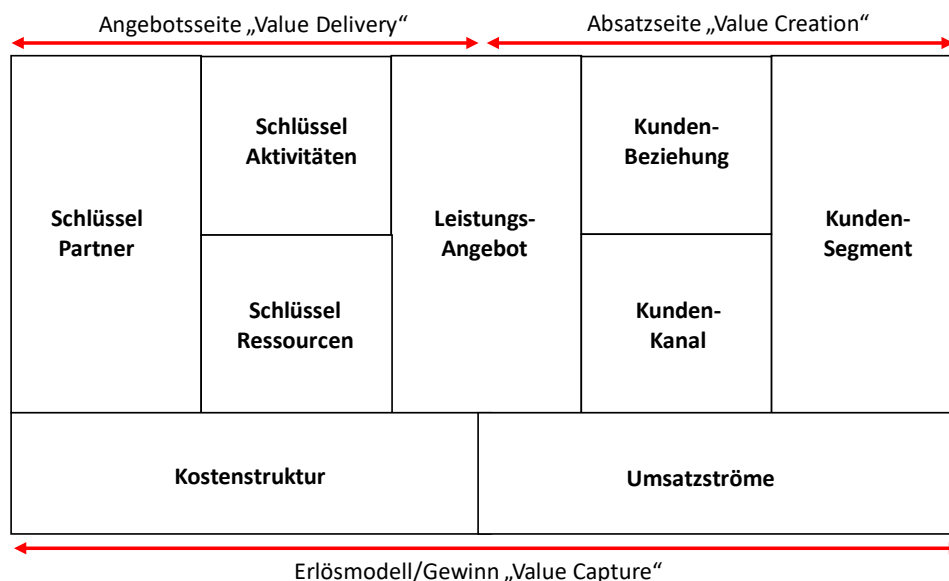 Angebotsseite „Value Delivery“
Absatzseite „Value Creation“
Schlüssel
Partner
Schlüssel
Aktivitäten
Schlüssel
Ressourcen
Leistungs-
Angebot
Kunden-
Beziehung
Kunden-
Kanal
Kunden-
Segment
Kostenstruktur
Umsatzströme
Erlösmodell/Gewinn „Value Capture“